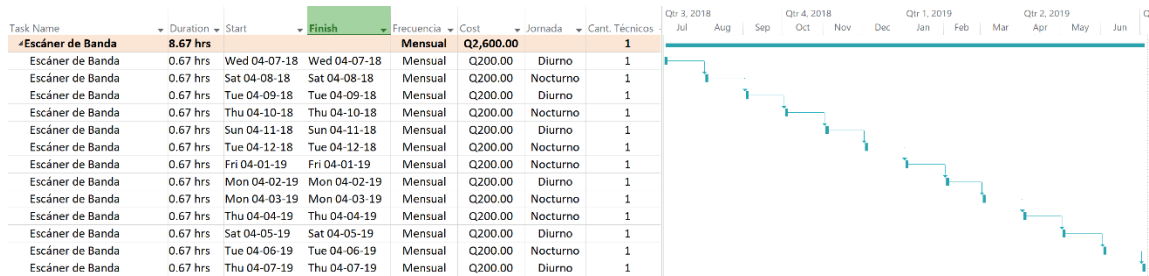 Qtr 3, 2018 Qtr 4, 2018 Qtr 1, 2019 Qtr 2, 2019 Q
Task Name Duration Start Finish Frecuencia Cost Jornada Cant. Técnicos Jul Aug Sep Oct Nov Dec Jan Feb Mar Apr May Jun
Escáner de Banda 8.67 hrs Mensual Q2,600.00 1
Escáner de Banda 0.67 hrs Wed 04-07-18 Wed 04-07-18 Mensual Q200.00 Diurno 1
Escáner de Banda 0.67 hrs Sat 04-08-18 Sat 04-08-18 Mensual Q200.00 Nocturno 1
Escáner de Banda 0.67 hrs Tue 04-09-18 Tue 04-09-18 Mensual Q200.00 Diurno 1
Escáner de Banda 0.67 hrs Thu 04-10-18 Thu 04-10-18 Mensual Q200.00 Nocturno 1
Escáner de Banda 0.67 hrs Sun 04-11-18 Sun 04-11-18 Mensual Q200.00 Diurno 1
Escáner de Banda 0.67 hrs Tue 04-12-18 Tue 04-12-18 Mensual Q200.00 Nocturno 1
Escáner de Banda 0.67 hrs Fri 04-01-19 Fri 04-01-19 Mensual Q200.00 Nocturno 1
Escáner de Banda 0.67 hrs Mon 04-02-19 Mon 04-02-19 Mensual Q200.00 Diurno 1
Escáner de Banda 0.67 hrs Mon 04-03-19 Mon 04-03-19 Mensual Q200.00 Nocturno 1
Escáner de Banda 0.67 hrs Thu 04-04-19 Thu 04-04-19 Mensual Q200.00 Nocturno 1
Escáner de Banda 0.67 hrs Sat 04-05-19 Sat 04-05-19 Mensual Q200.00 Diurno 1
Escáner de Banda 0.67 hrs Tue 04-06-19 Tue 04-06-19 Mensual Q200.00 Nocturno 1
Escáner de Banda 0.67 hrs Thu 04-07-19 Thu 04-07-19 Mensual Q200.00 Diurno 1